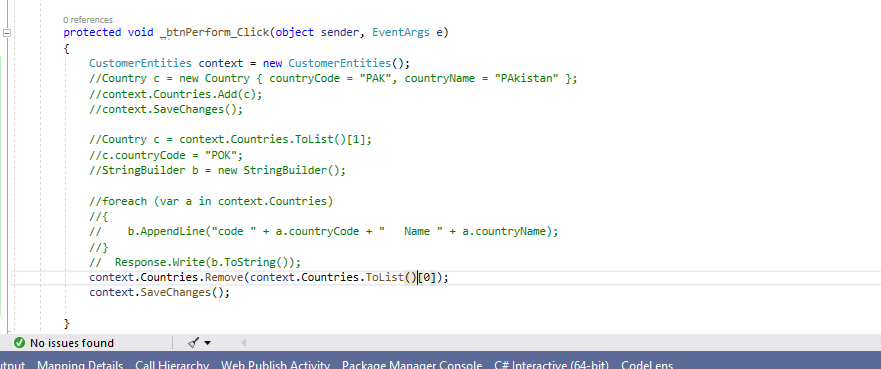 0 references
protected void _btnPerform_Click(object sender, EventArgs e)
{
CustomerEntities context = new CustomerEntities();
//Country c = new Country { countryCode = "PAK", countryName = "PAkistan" };
//context.Countries.Add(c);
//context.SaveChanges();
//Country c = context.Countries.ToList()[1];
//c.countryCode = "POK";
//StringBuilder b = new StringBuilder();
//foreach (var a in context.Countries)
//{
//    b.AppendLine("code " + a.countryCode + "   Name " + a.countryName);
//}
//  Response.Write(b.ToString());
context.Countries.Remove(context.Countries.ToList()[0]);
context.SaveChanges();
}
No issues found
utput Mapping Details Call Hierarchy Web Publish Activity Package Manager Console C# Interactive (64-bit) CodeLens